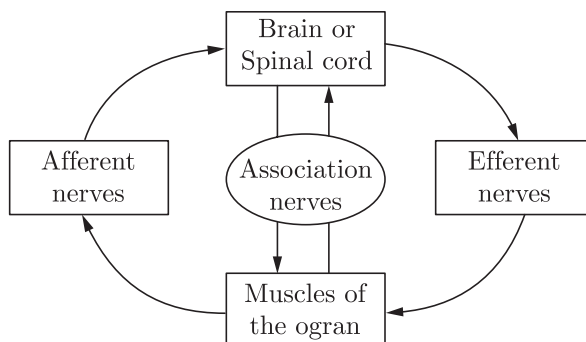 Brain or
Spinal cord
Afferent
nerves
Association
nerves
Efferent
nerves
Muscles of
the ogran